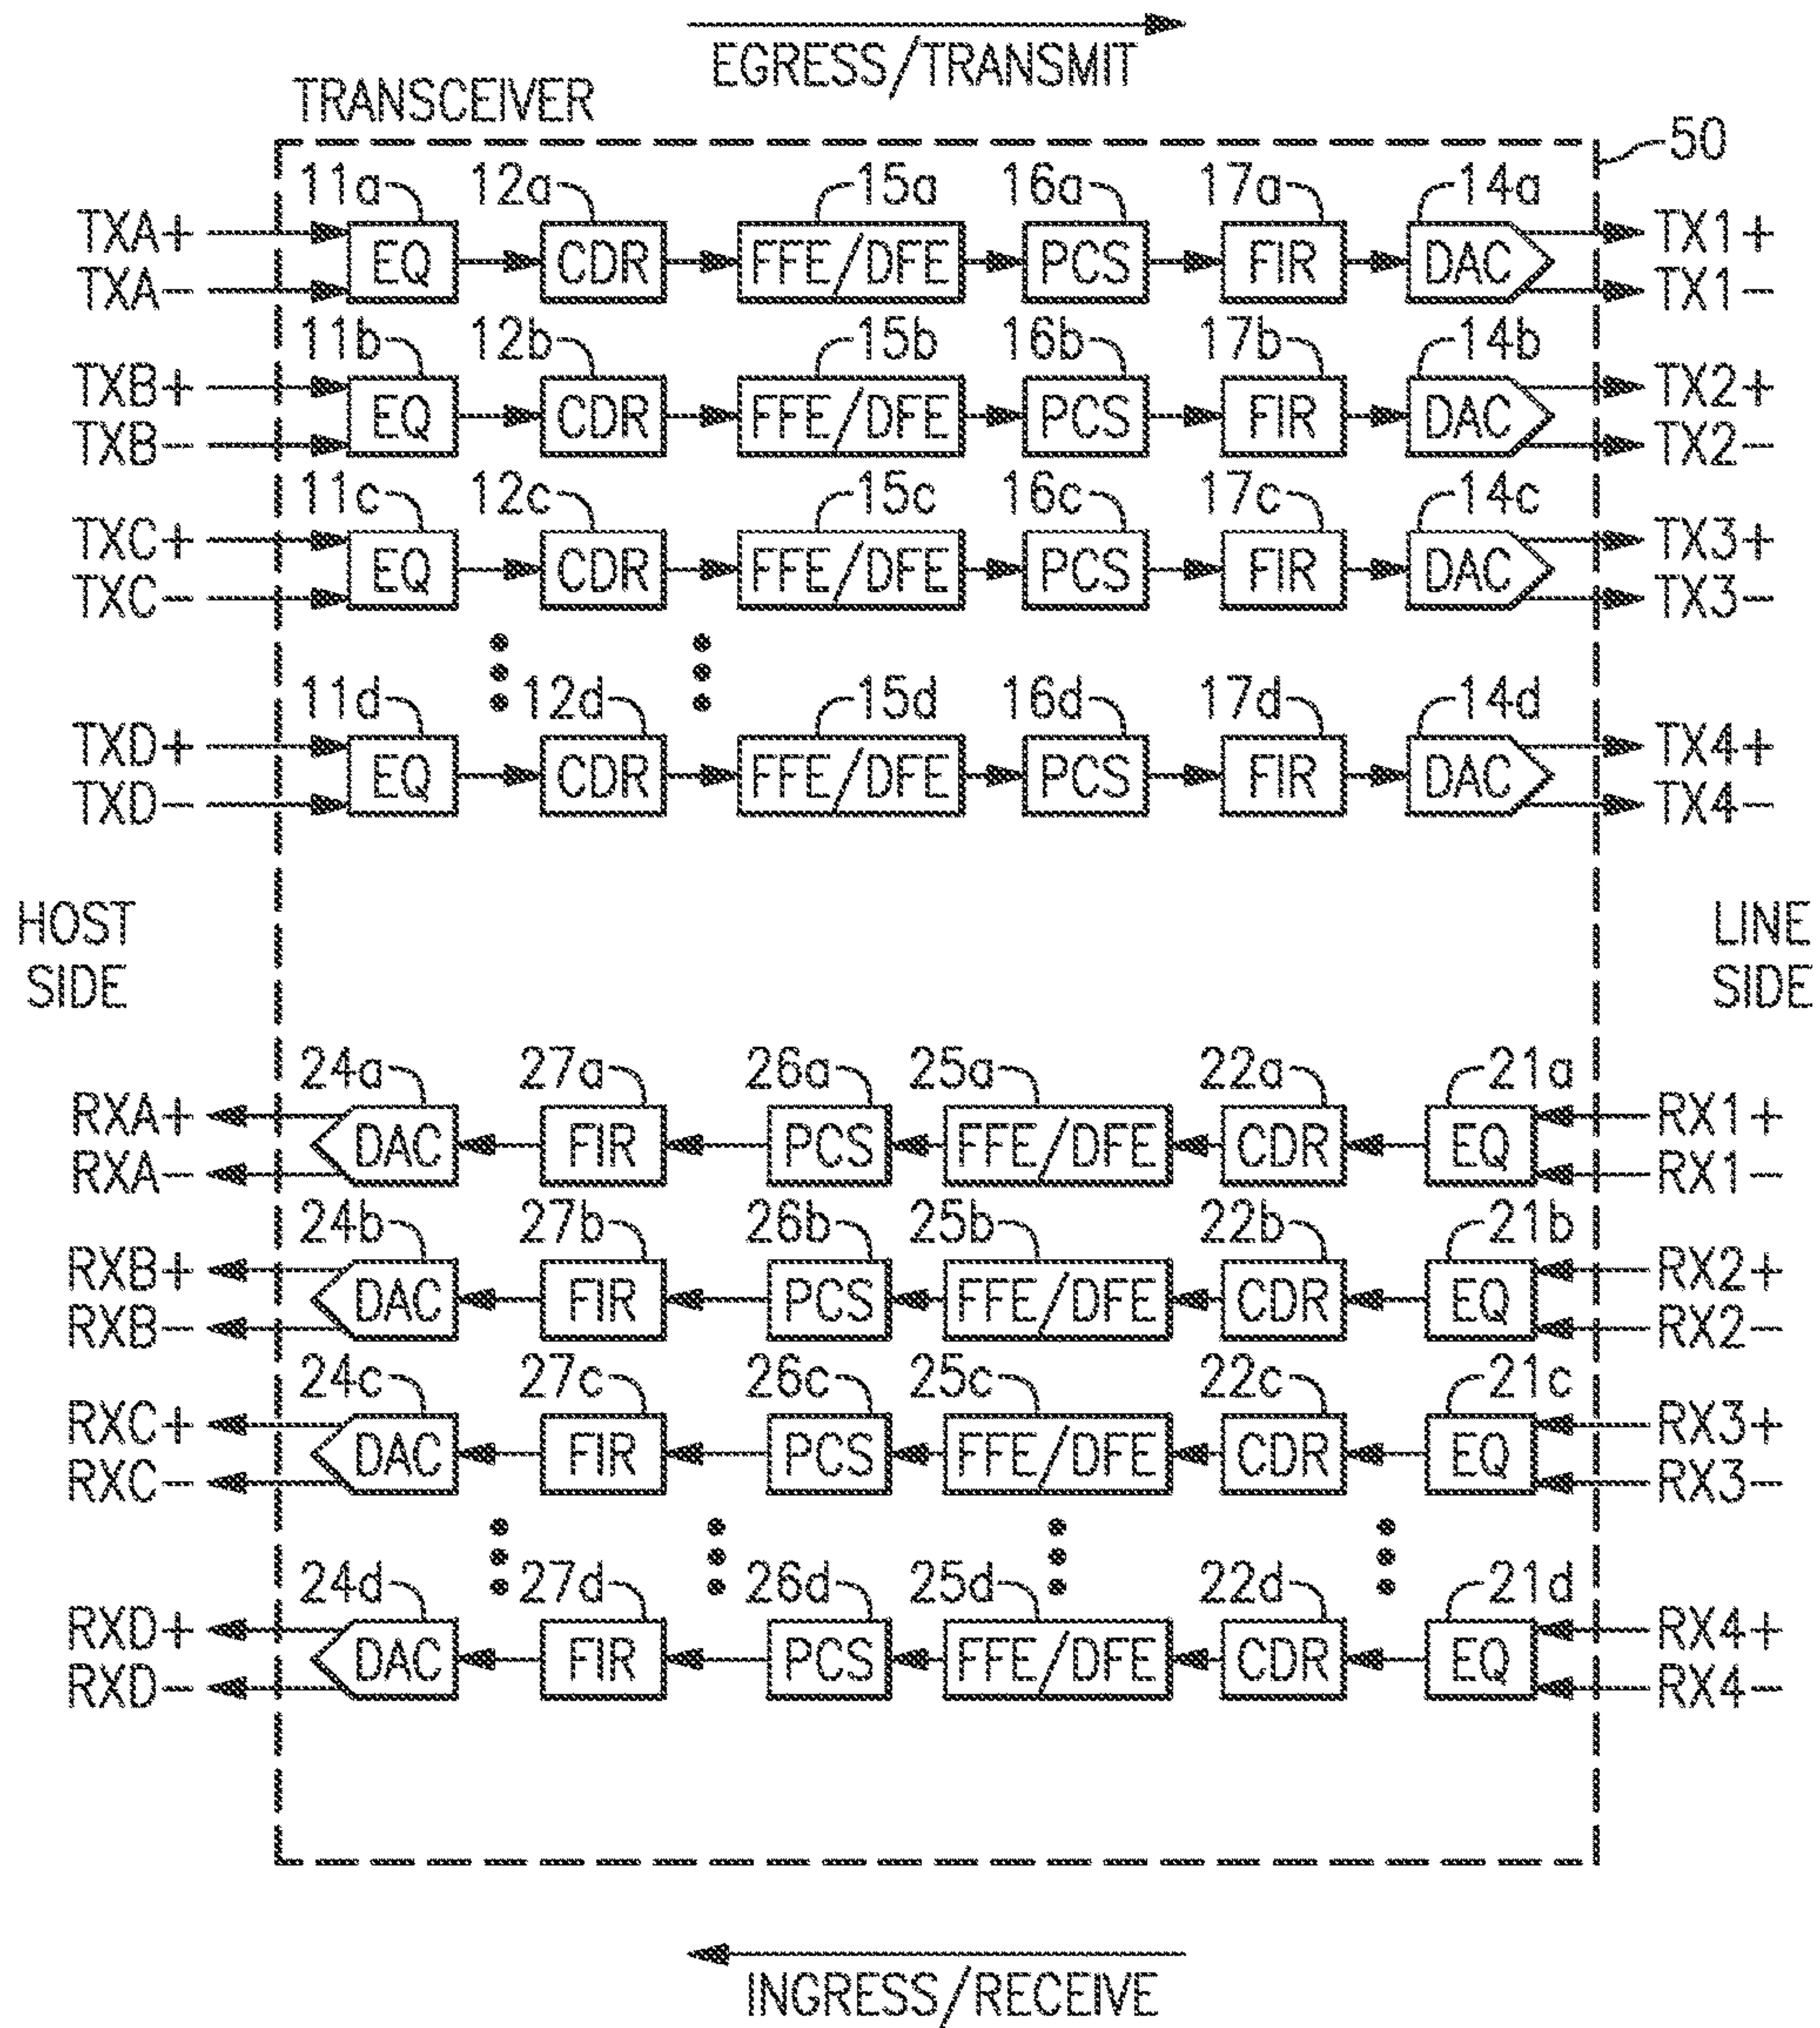 EGRESS/TRANSMIT
TRANSCEIVER
50
11a 12a 15a 16a 17a 14a
TXA+ EQ CDR FFE/DFE PCS FIR DAC TX1+
TXA- TX1-
11b 12b 15b 16b 17b 14b
TXB+ EQ CDR FFE/DFE PCS FIR DAC TX2+
TXB- TX2-
11c 12c 15c 16c 17c 14c
TXC+ EQ CDR FFE/DFE PCS FIR DAC TX3+
TXC- TX3-
11d 12d 15d 16d 17d 14d
TXD+ EQ CDR FFE/DFE PCS FIR DAC TX4+
TXD- TX4-
HOST
SIDE
LINE
SIDE
24a 27a 26a 25a 22a 21a
RXA+ DAC FIR PCS FFE/DFE CDR EQ RX1+
RXA- RX1-
24b 27b 26b 25b 22b 21b
RXB+ DAC FIR PCS FFE/DFE CDR EQ RX2+
RXB- RX2-
24c 27c 26c 25c 22c 21c
RXC+ DAC FIR PCS FFE/DFE CDR EQ RX3+
RXC- RX3-
24d 27d 26d 25d 22d 21d
RXD+ DAC FIR PCS FFE/DFE CDR EQ RX4+
RXD- RX4-
INGRESS/RECEIVE